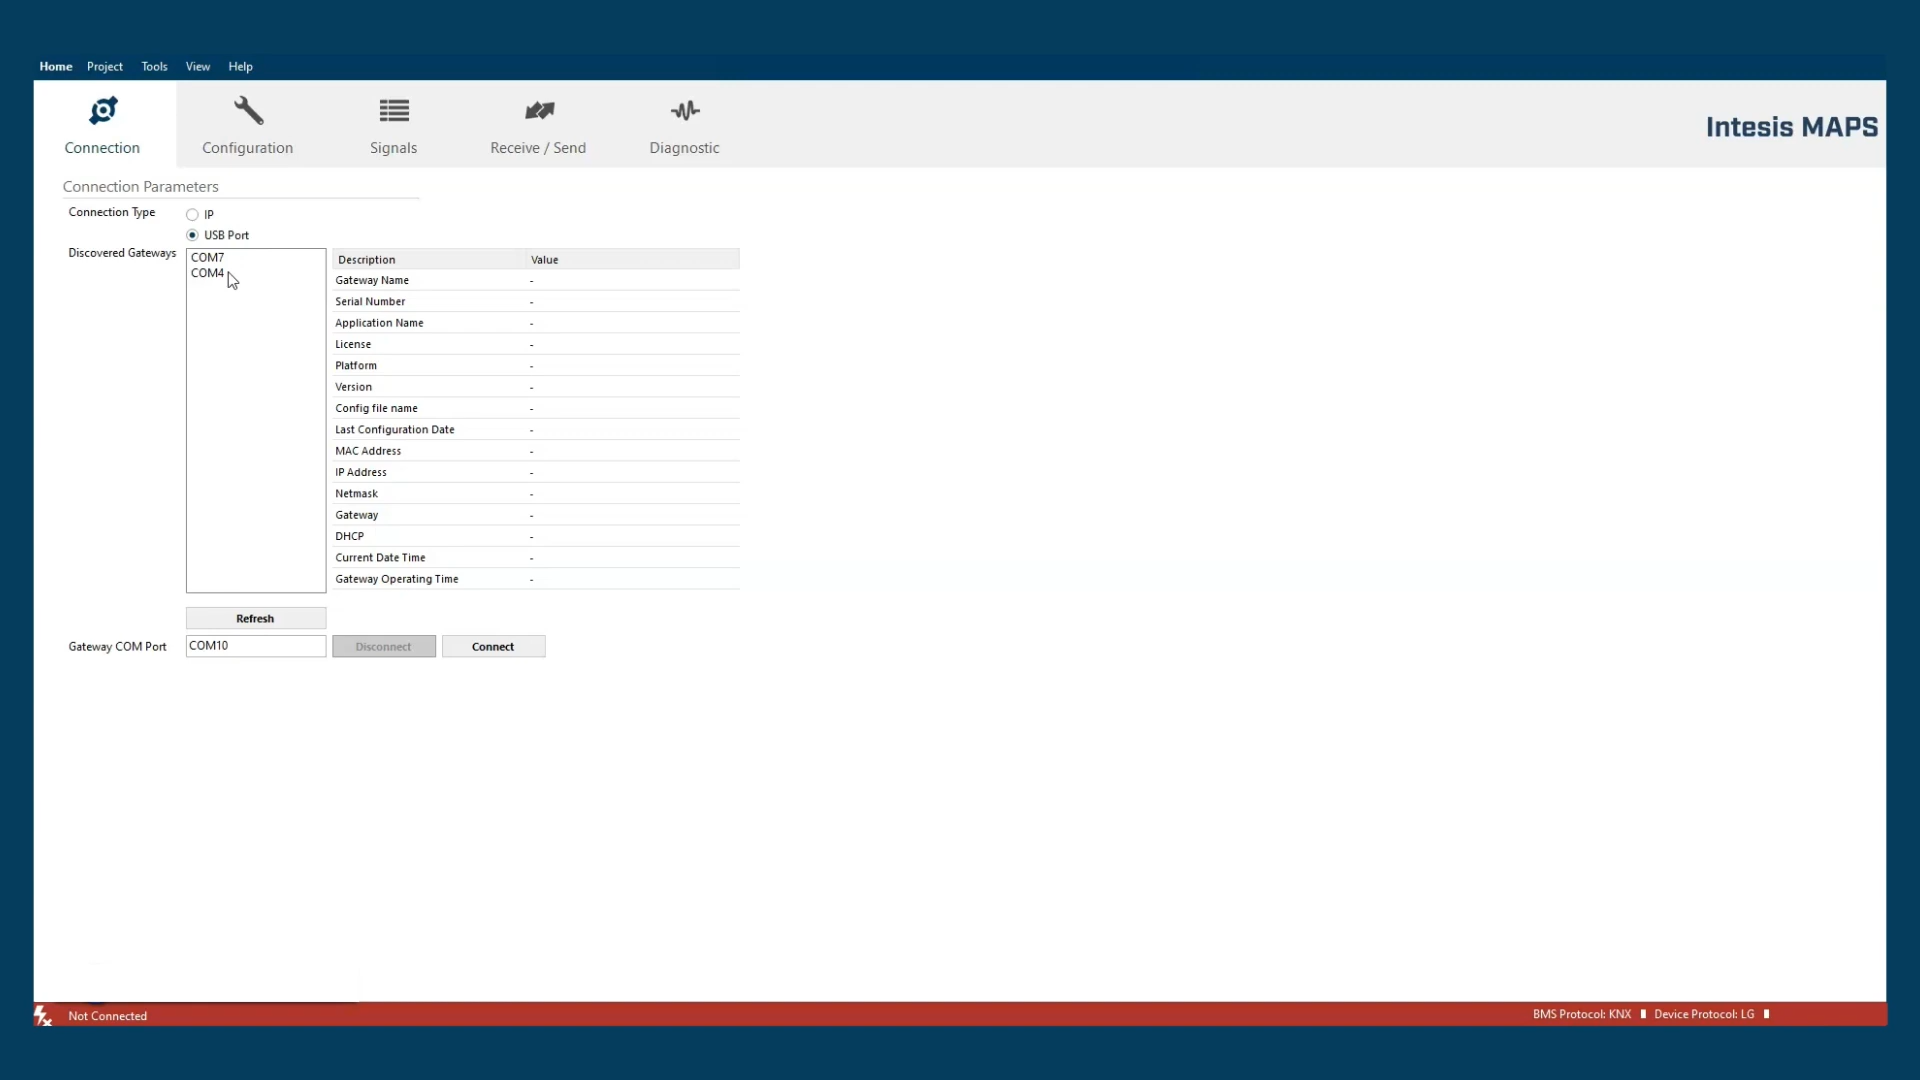 Home Project Tools View Help
Connection Configuration Signals Receive / Send Diagnostic
Intesis MAPS
Connection Parameters
Connection Type
IP
USB Port
Discovered Gateways
COM7
COM4
Description Value
Gateway Name -
Serial Number -
Application Name -
License -
Platform -
Version -
Config file name -
Last Configuration Date -
MAC Address -
IP Address -
Netmask -
Gateway -
DHCP -
Current Date Time -
Gateway Operating Time -
Refresh
Gateway COM Port COM10 Disconnect Connect
Not Connected
BMS Protocol: KNX Device Protocol: LG